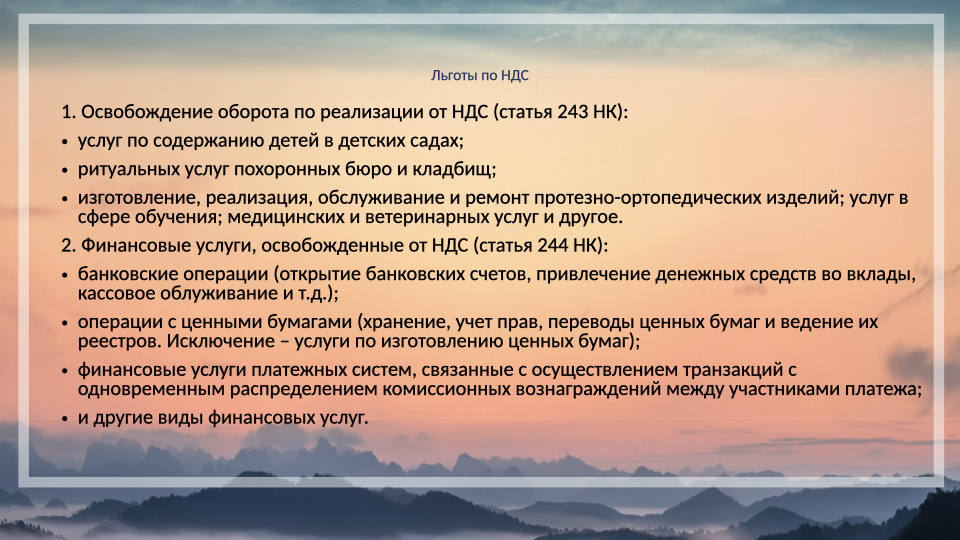 Льготы по НДС
1. Освобождение оборота по реализации от НДС (статья 243 НК):
• услуг по содержанию детей в детских садах;
• ритуальных услуг похоронных бюро и кладбищ;
• изготовление, реализация, обслуживание и ремонт протезно-ортопедических изделий; услуг в
сфере обучения; медицинских и ветеринарных услуг и другое.
2. Финансовые услуги, освобожденные от НДС (статья 244 НК):
• банковские операции (открытие банковских счетов, привлечение денежных средств во вклады,
кассовое облуживание и т.д.);
• операции с ценными бумагами (хранение, учет прав, переводы ценных бумаг и ведение их
реестров. Исключение – услуги по изготовлению ценных бумаг);
• финансовые услуги платежных систем, связанные с осуществлением транзакций с
одновременным распределением комиссионных вознаграждений между участниками платежа;
• и другие виды финансовых услуг.